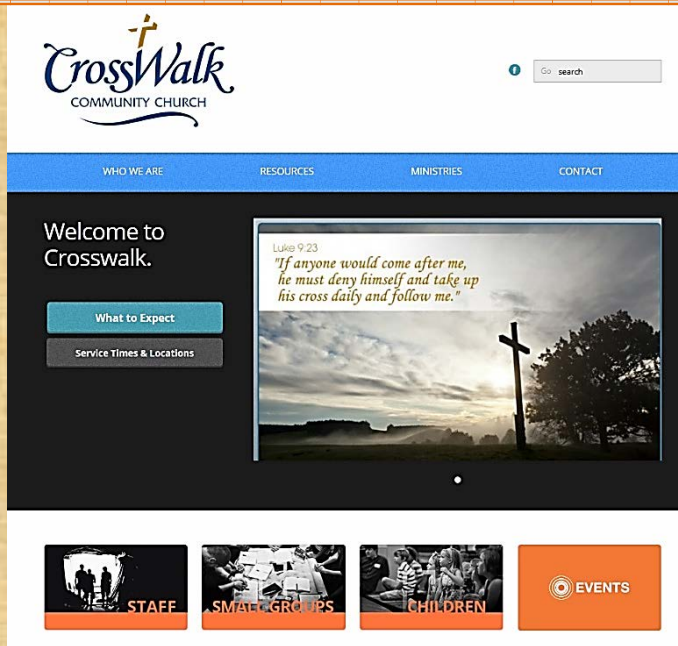 CrossWalk
COMMUNITY CHURCH
f
Go search
WHO WE ARE RESOURCES MINISTRIES CONTACT
Welcome to
Crosswalk.
What to Expect
Service Times & Locations
Luke 9:23
"If anyone would come after me,
he must deny himself and take up
his cross daily and follow me."
STAFF SMALL GROUPS CHILDREN EVENTS